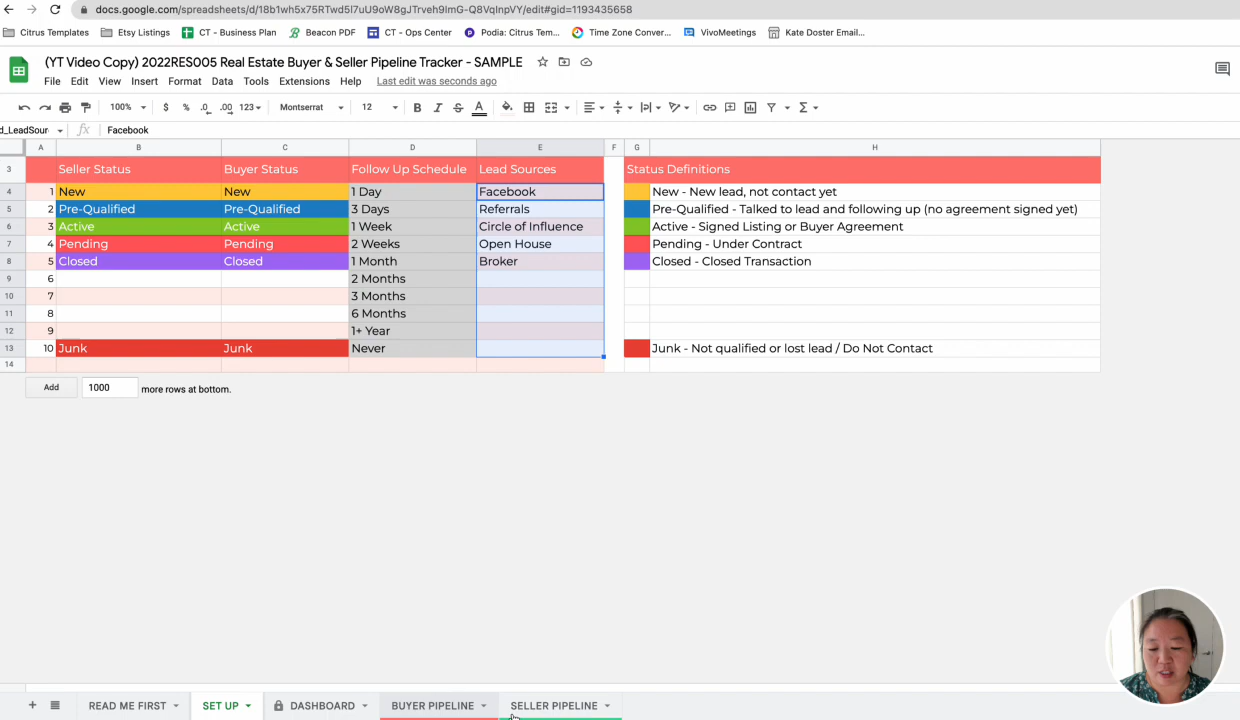 docs.google.com/spreadsheets/d/18b1wh5x75RTwd5l7uU9oW8gJTrveh9ImG-Q8VqInpVY/edit#gid=1193435658
Citrus Templates Etsy Listings CT - Business Plan Beacon PDF CT - Ops Center Podia: Citrus Tem... Time Zone Conver... VivoMeetings Kate Doster Email...
(YT Video Copy) 2022RES005 Real Estate Buyer & Seller Pipeline Tracker - SAMPLE
File Edit View Insert Format Data Tools Extensions Help Last edit was seconds ago
100% $ % .0 .00 123 Montserrat 12 B I S A
d_LeadSour fx Facebook
A B C D E F G H
3 Seller Status Buyer Status Follow Up Schedule Lead Sources Status Definitions
4 1 New New 1 Day Facebook New - New lead, not contact yet
5 2 Pre-Qualified Pre-Qualified 3 Days Referrals Pre-Qualified - Talked to lead and following up (no agreement signed yet)
6 3 Active Active 1 Week Circle of Influence Active - Signed Listing or Buyer Agreement
7 4 Pending Pending 2 Weeks Open House Pending - Under Contract
8 5 Closed Closed 1 Month Broker Closed - Closed Transaction
9 6 2 Months
10 7 3 Months
11 8 6 Months
12 9 1+ Year
13 10 Junk Junk Never Junk - Not qualified or lost lead / Do Not Contact
14
Add 1000 more rows at bottom.
READ ME FIRST SET UP DASHBOARD BUYER PIPELINE SELLER PIPELINE